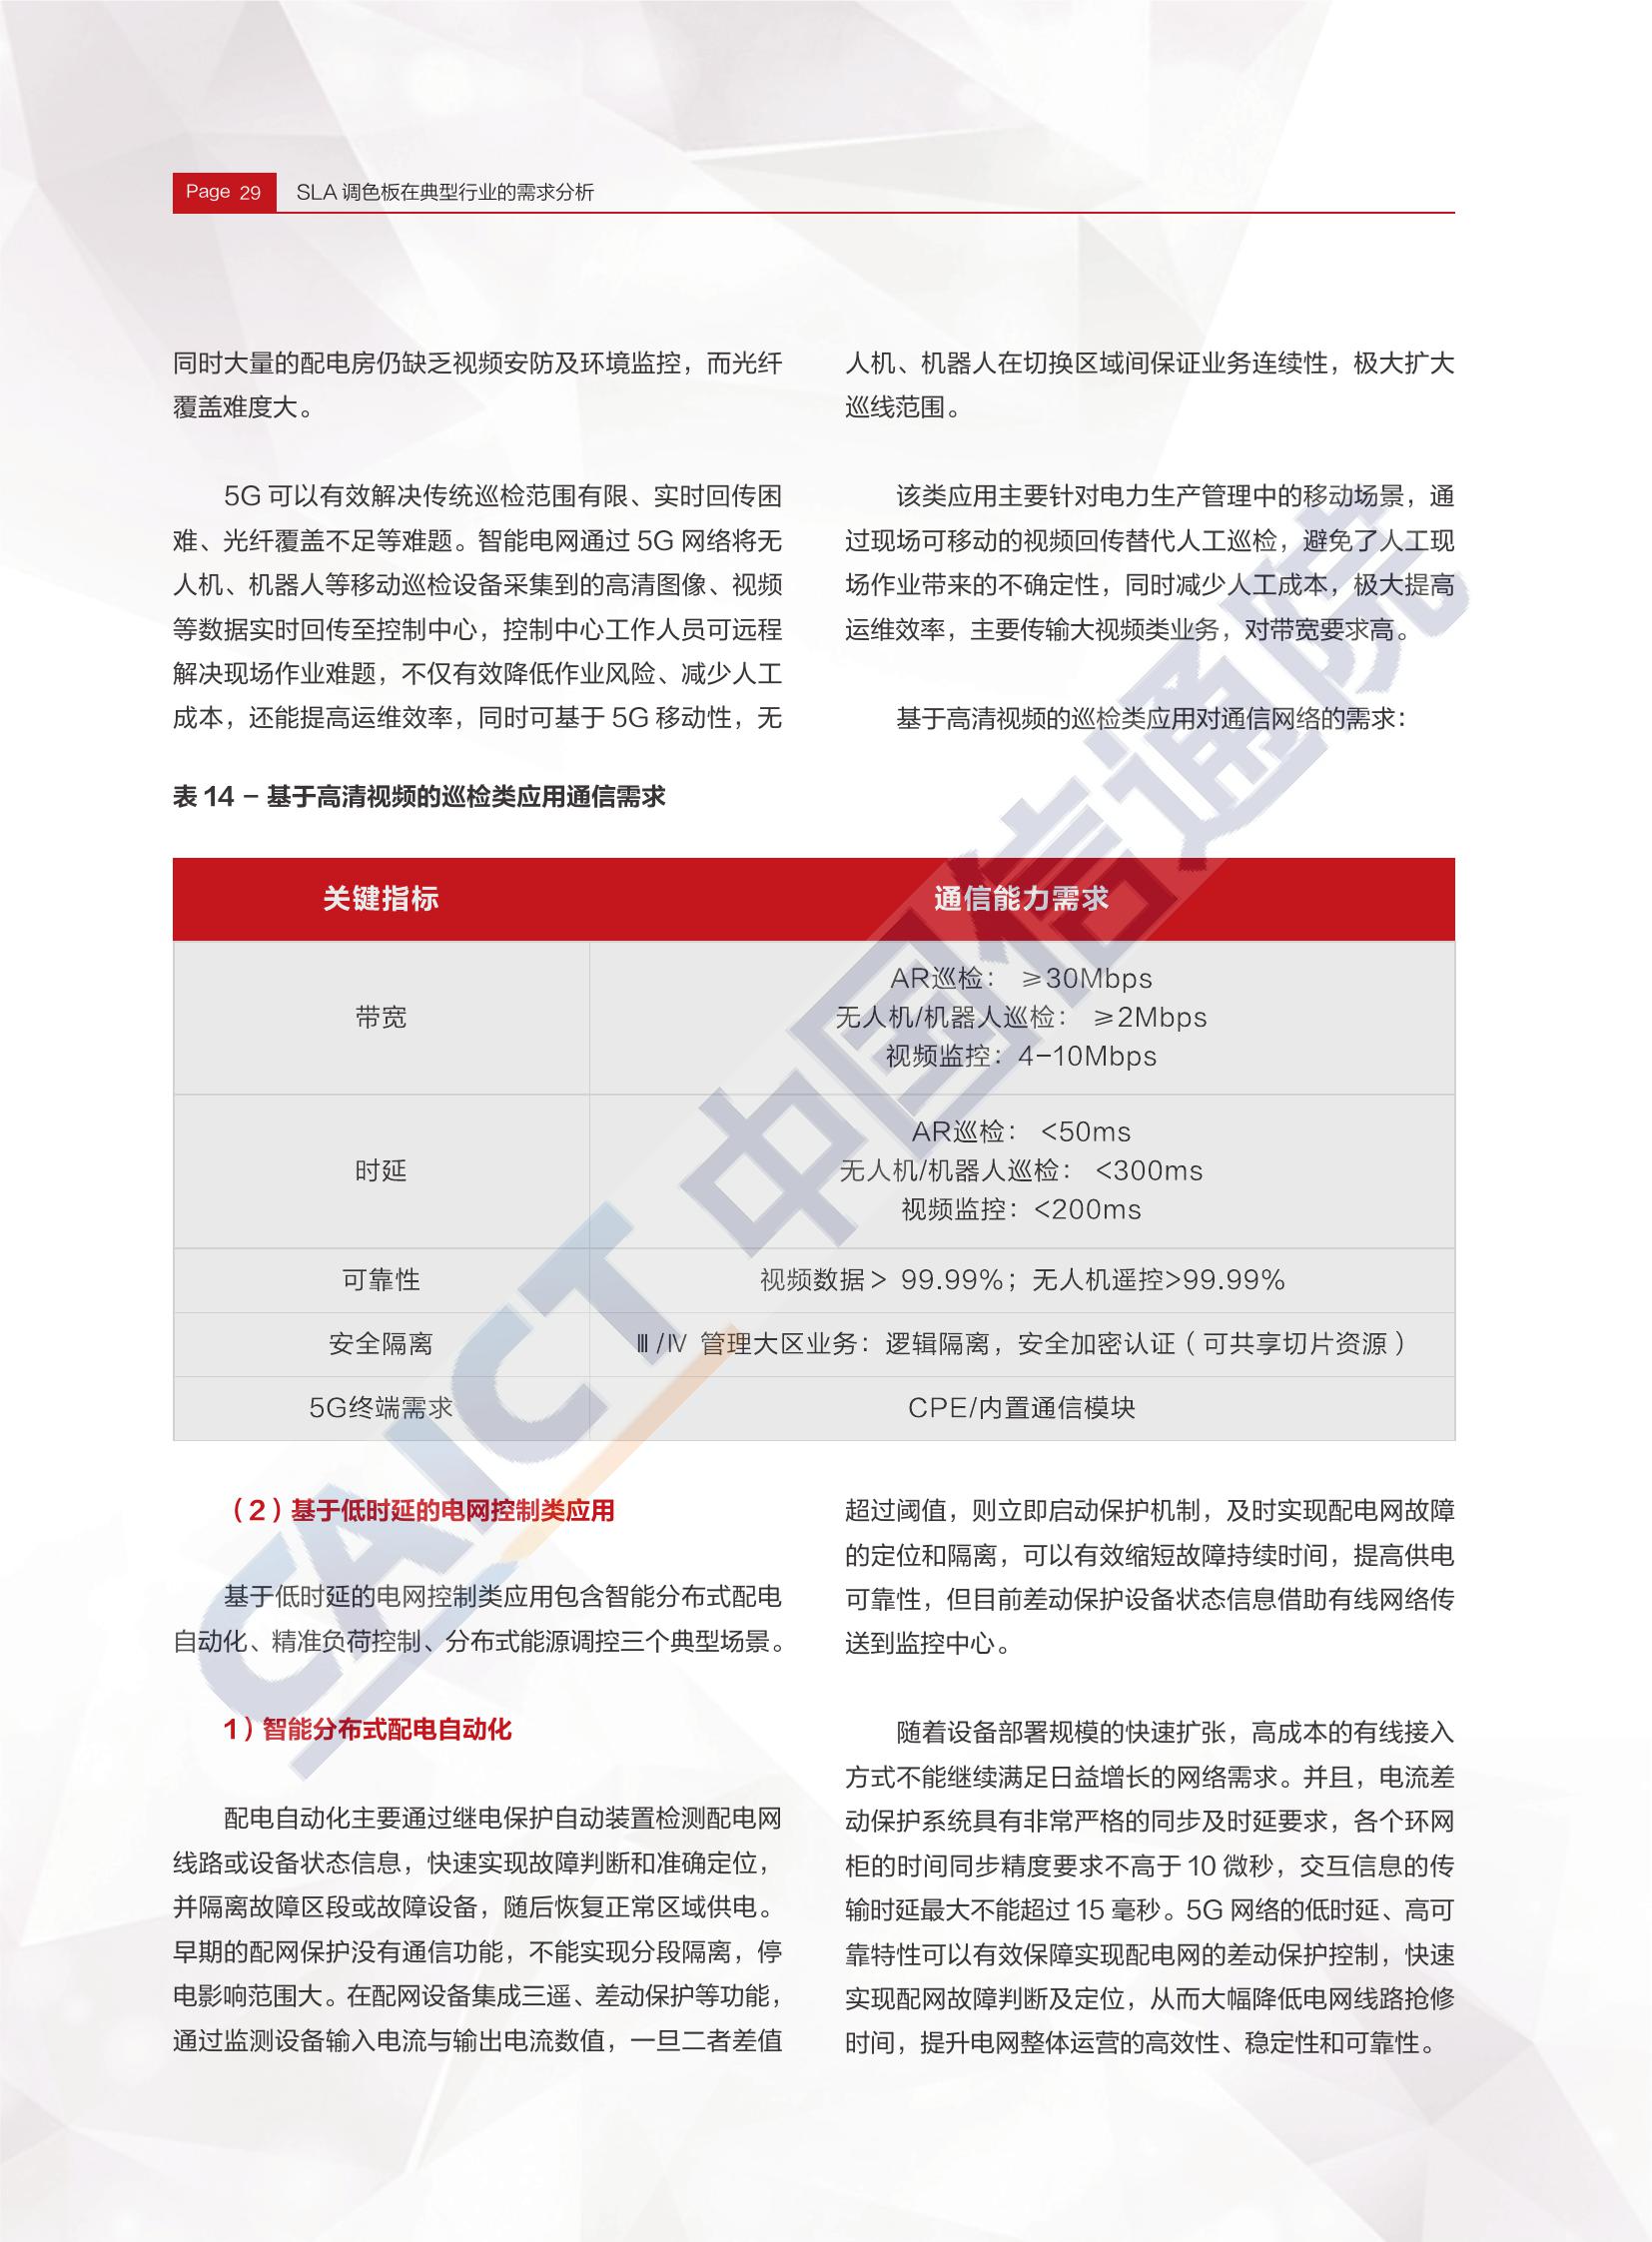 Page 29
SLA 调色板在典型行业的需求分析
同时大量的配电房仍缺乏视频安防及环境监控，而光纤
覆盖难度大。
5G 可以有效解决传统巡检范围有限、实时回传困
难、光纤覆盖不足等难题。智能电网通过 5G 网络将无
人机、机器人等移动巡检设备采集到的高清图像、视频
等数据实时回传至控制中心，控制中心工作人员可远程
解决现场作业难题，不仅有效降低作业风险、减少人工
成本，还能提高运维效率，同时可基于 5G 移动性，无
人机、机器人在切换区域间保证业务连续性，极大扩大
巡线范围。
该类应用主要针对电力生产管理中的移动场景，通
过现场可移动的视频回传替代人工巡检，避免了人工现
场作业带来的不确定性，同时减少人工成本，极大提高
运维效率，主要传输大视频类业务，对带宽要求高。
基于高清视频的巡检类应用对通信网络的需求：
表 14 – 基于高清视频的巡检类应用通信需求
关键指标
通信能力需求
带宽
AR巡检： ≥30Mbps
无人机/机器人巡检： ≥2Mbps
视频监控：4–10Mbps
时延
AR巡检： <50ms
无人机/机器人巡检： <300ms
视频监控：<200ms
可靠性
视频数据> 99.99%；无人机遥控>99.99%
安全隔离
Ⅲ/Ⅳ 管理大区业务：逻辑隔离，安全加密认证（可共享切片资源）
5G终端需求
CPE/内置通信模块
（2）基于低时延的电网控制类应用
基于低时延的电网控制类应用包含智能分布式配电
自动化、精准负荷控制、分布式能源调控三个典型场景。
1）智能分布式配电自动化
配电自动化主要通过继电保护自动装置检测配电网
线路或设备状态信息，快速实现故障判断和准确定位，
并隔离故障区段或故障设备，随后恢复正常区域供电。
早期的配网保护没有通信功能，不能实现分段隔离，停
电影响范围大。在配网设备集成三遥、差动保护等功能，
通过监测设备输入电流与输出电流数值，一旦二者差值
超过阈值，则立即启动保护机制，及时实现配电网故障
的定位和隔离，可以有效缩短故障持续时间，提高供电
可靠性，但目前差动保护设备状态信息借助有线网络传
送到监控中心。
随着设备部署规模的快速扩张，高成本的有线接入
方式不能继续满足日益增长的网络需求。并且，电流差
动保护系统具有非常严格的同步及时延要求，各个环网
柜的时间同步精度要求不高于 10 微秒，交互信息的传
输时延最大不能超过 15 毫秒。5G 网络的低时延、高可
靠特性可以有效保障实现配电网的差动保护控制，快速
实现配网故障判断及定位，从而大幅降低电网线路抢修
时间，提升电网整体运营的高效性、稳定性和可靠性。
CAICT 中国信通院